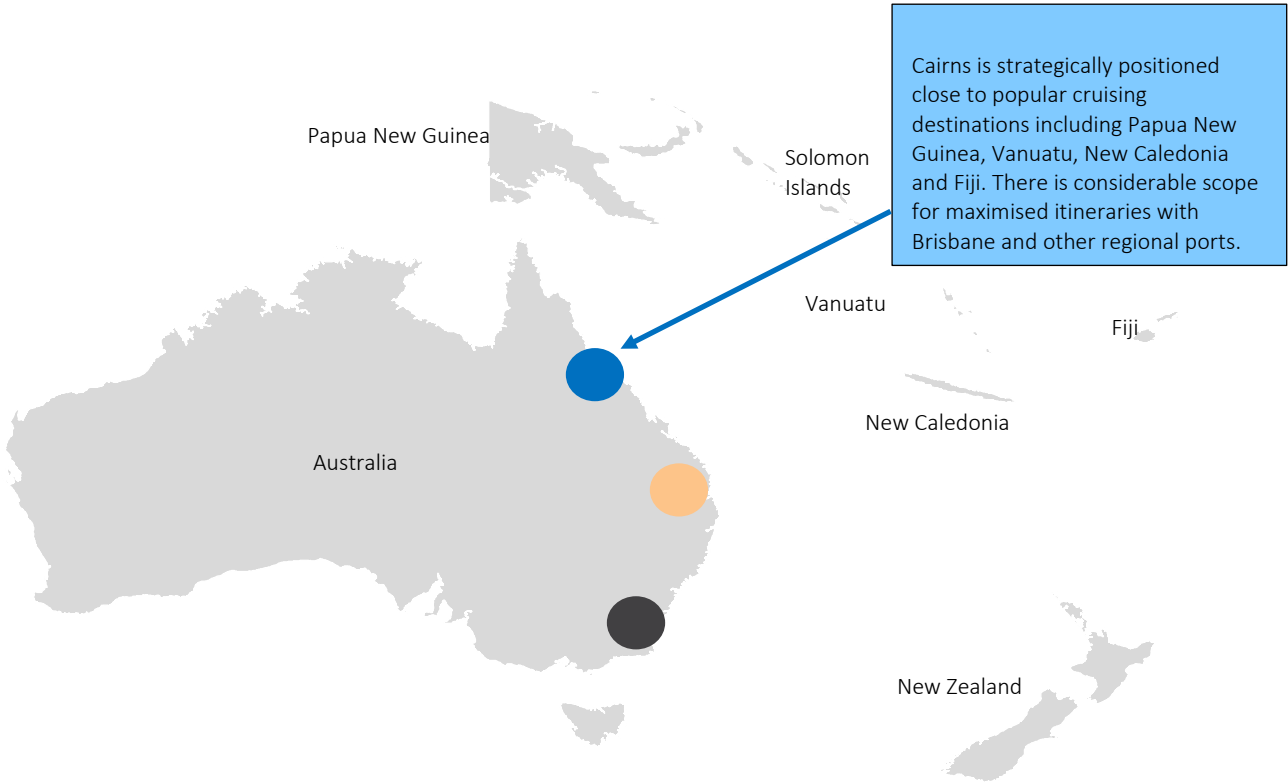 Cairns is strategically positioned
close to popular cruising
destinations including Papua New
Guinea, Vanuatu, New Caledonia
and Fiji. There is considerable scope
for maximised itineraries with
Brisbane and other regional ports.
Papua New Guinea
Solomon
Islands
Vanuatu
Fiji
New Caledonia
Australia
New Zealand